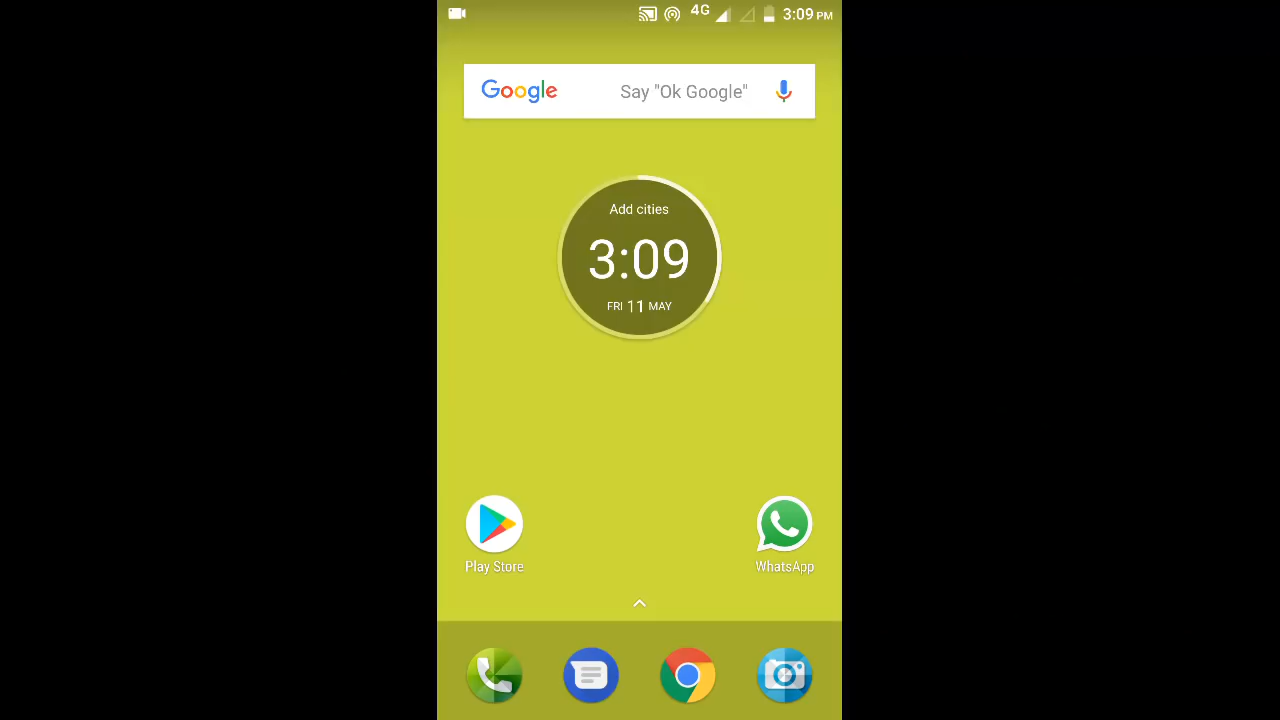 4G 3:09 PM
Google Say "Ok Google"
Add cities
3:09
FRI 11 MAY
Play Store WhatsApp